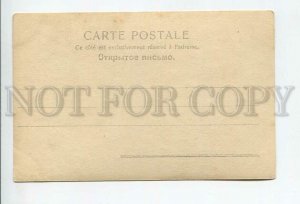 CARTE POSTALE
Ce côté est exclusivement réservé à l'adresse.
Открытое письмо.
NOT FOR COPY